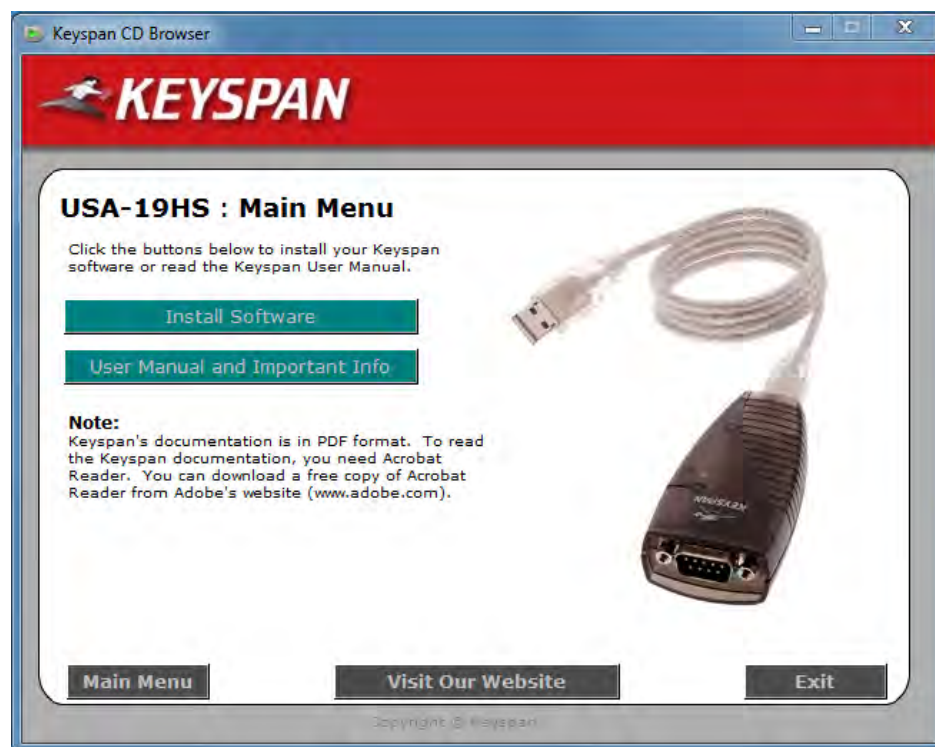 Keyspan CD Browser
KEYSPAN
USA-19HS : Main Menu
Click the buttons below to install your Keyspan
software or read the Keyspan User Manual.
Install Software
User Manual and Important Info
Note:
Keyspan's documentation is in PDF format. To read
the Keyspan documentation, you need Acrobat
Reader. You can download a free copy of Acrobat
Reader from Adobe's website (www.adobe.com).
KEYSPAN
Main Menu
Visit Our Website
Exit
Copyright © Keyspan